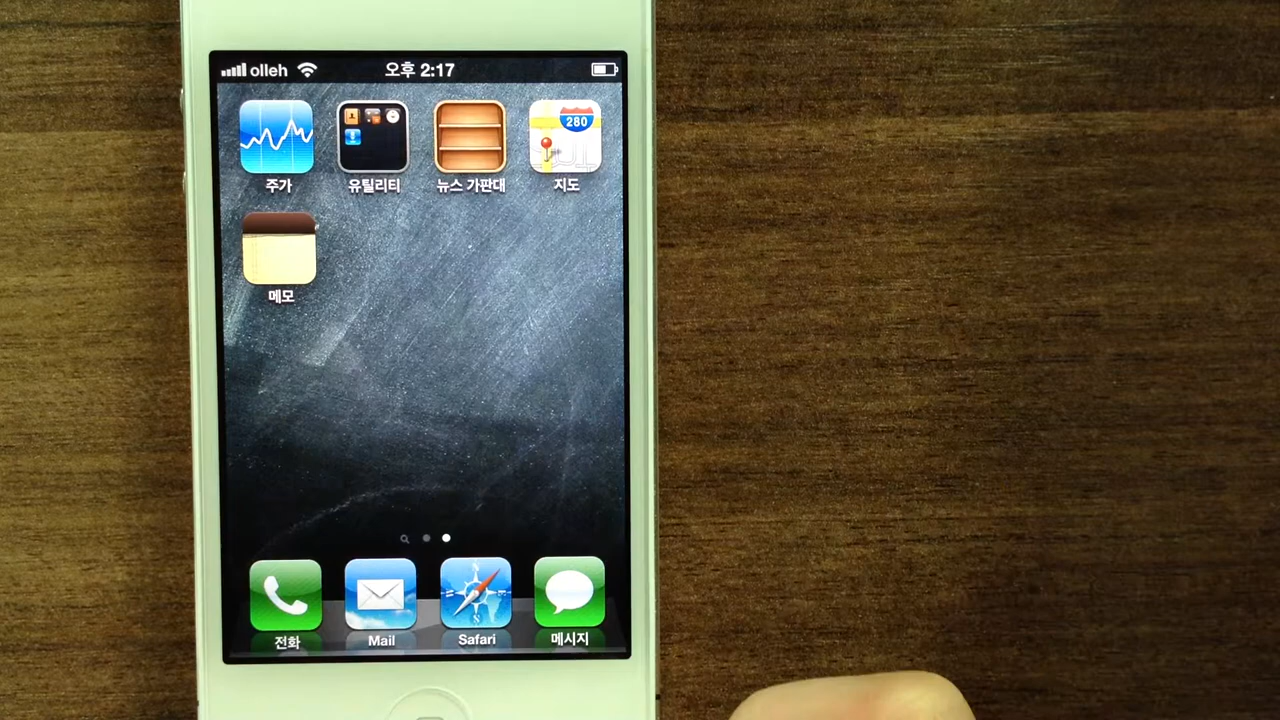 olleh 오후 2:17
280
주가 유틸리티 뉴스 가판대 지도
메모
전화 Mail Safari 메시지